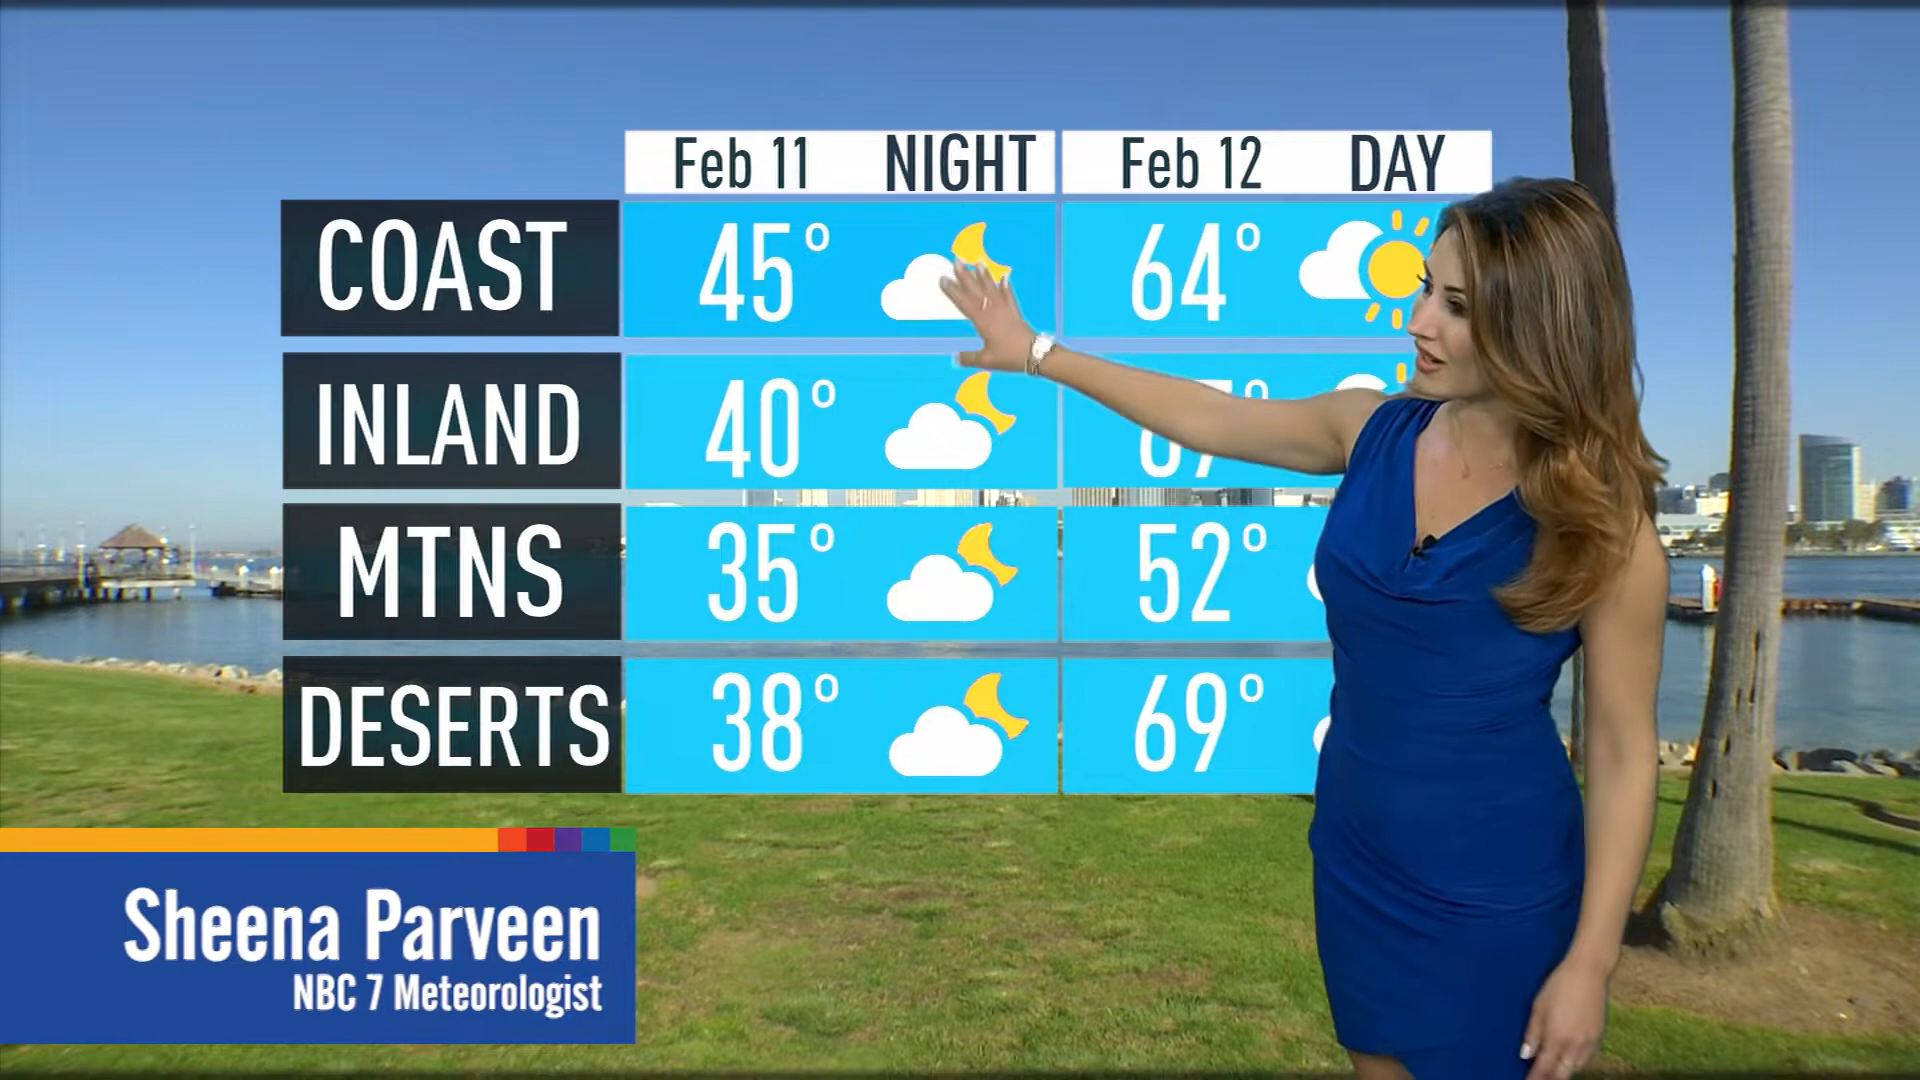 Feb 11 NIGHT Feb 12 DAY
COAST 45° 64°
INLAND 40°
MTNS 35° 52°
DESERTS 38° 69°
Sheena Parveen
NBC 7 Meteorologist